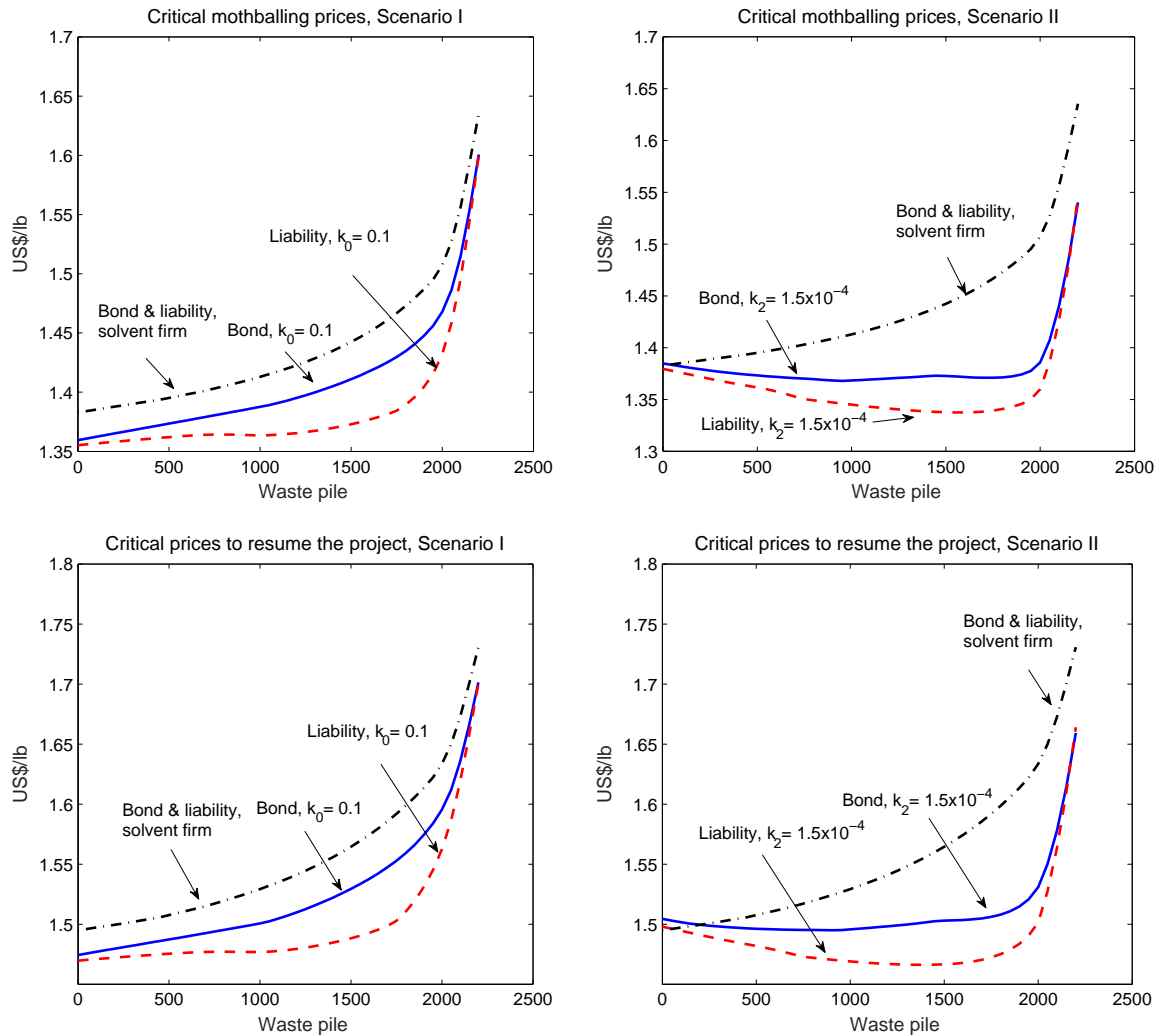 Critical mothballing prices, Scenario I
1.7
1.65
1.6
1.55
1.5
1.45
1.4
1.35
US$/lb
Liability, k0= 0.1
Bond & liability,
solvent firm
Bond, k0= 0.1
0 500 1000 1500 2000 2500
Waste pile
Critical mothballing prices, Scenario II
1.7
1.65
1.6
1.55
1.5
1.45
1.4
1.35
1.3
US$/lb
Bond & liability,
solvent firm
Bond, k2= 1.5x10−4
Liability, k2= 1.5x10−4
0 500 1000 1500 2000 2500
Waste pile
Critical prices to resume the project, Scenario I
1.8
1.75
1.7
1.65
1.6
1.55
1.5
US$/lb
Liability, k0= 0.1
Bond & liability,
solvent firm
Bond, k0= 0.1
0 500 1000 1500 2000 2500
Waste pile
Critical prices to resume the project, Scenario II
1.8
1.75
1.7
1.65
1.6
1.55
1.5
US$/lb
Bond & liability,
solvent firm
Bond, k2= 1.5x10−4
Liability, k2= 1.5x10−4
0 500 1000 1500 2000 2500
Waste pile